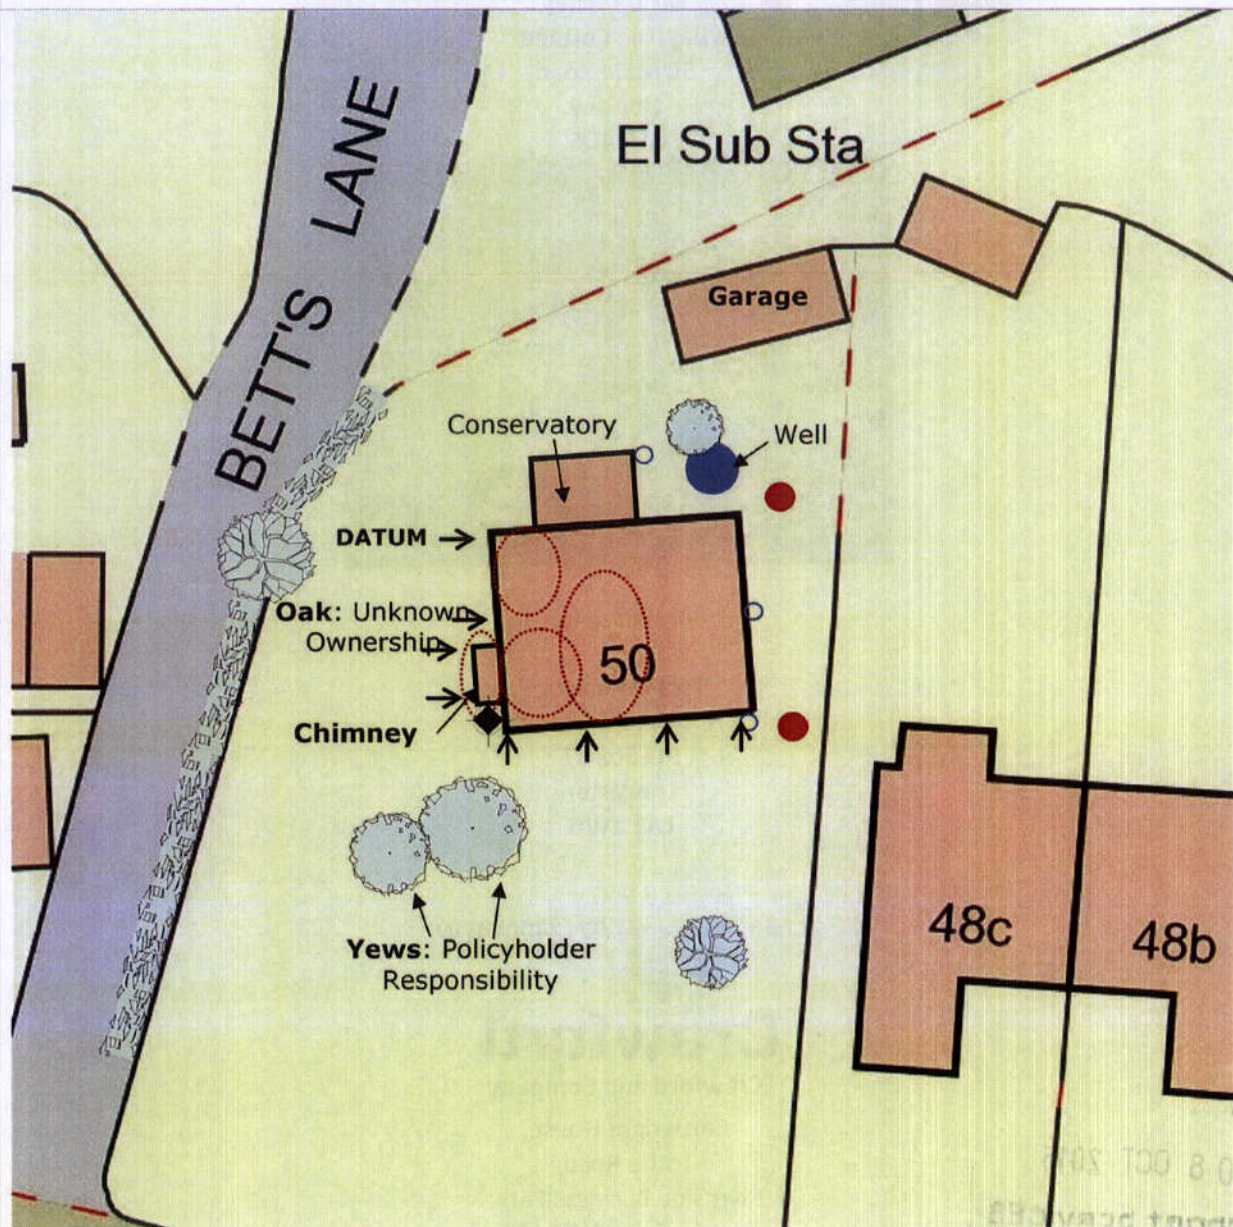 El Sub Sta
BETT'S LANE
Garage
Conservatory
Well
DATUM
Oak: Unknown
Ownership
50
Chimney
48c
48b
Yews: Policyholder
Responsibility